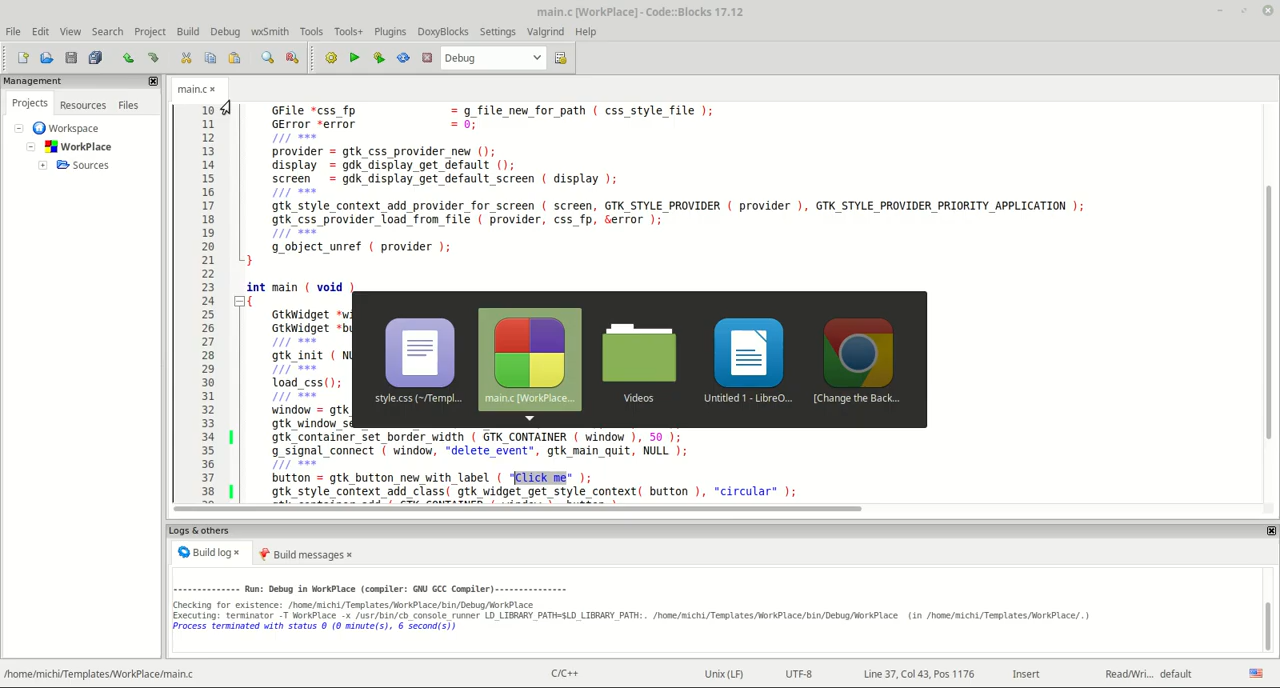 main.c [WorkPlace] - Code::Blocks 17.12
File Edit View Search Project Build Debug wxSmith Tools Tools+ Plugins DoxyBlocks Settings Valgrind Help
Debug
Management
main.c
Projects Resources Files
Workspace
WorkPlace
Sources
10 GFile *css_fp = g_file_new_for_path ( css_style_file );
11 GError *error = 0;
12 /// ***
13 provider = gtk_css_provider_new ();
14 display = gdk_display_get_default ();
15 screen = gdk_display_get_default_screen ( display );
16 /// ***
17 gtk_style_context_add_provider_for_screen ( screen, GTK_STYLE_PROVIDER ( provider ), GTK_STYLE_PROVIDER_PRIORITY_APPLICATION );
18 gtk_css_provider_load_from_file ( provider, css_fp, &error );
19 /// ***
20 g_object_unref ( provider );
21 }
22
23 int main ( void )
24 {
25 GtkWidget *wi
26 GtkWidget *bu
27 /// ***
28 gtk_init ( NU
29 /// ***
30 load_css();
31 /// ***
32 window = gtk_
33 gtk_window_se
34 gtk_container_set_border_width ( GTK_CONTAINER ( window ), 50 );
35 g_signal_connect ( window, "delete_event", gtk_main_quit, NULL );
36 /// ***
37 button = gtk_button_new_with_label ( "Click me" );
38 gtk_style_context_add_class( gtk_widget_get_style_context( button ), "circular" );
style.css (~/Templ... main.c [WorkPlace... Videos Untitled 1 - LibreO... [Change the Back...
Logs & others
Build log Build messages
-------------- Run: Debug in WorkPlace (compiler: GNU GCC Compiler)---------------
Checking for existence: /home/michi/Templates/WorkPlace/bin/Debug/WorkPlace
Executing: terminator -T WorkPlace -x /usr/bin/cb_console_runner LD_LIBRARY_PATH=$LD_LIBRARY_PATH:. /home/michi/Templates/WorkPlace/bin/Debug/WorkPlace (in /home/michi/Templates/WorkPlace/.)
Process terminated with status 0 (0 minute(s), 6 second(s))
/home/michi/Templates/WorkPlace/main.c C/C++ Unix (LF) UTF-8 Line 37, Col 43, Pos 1176 Insert Read/Wri... default